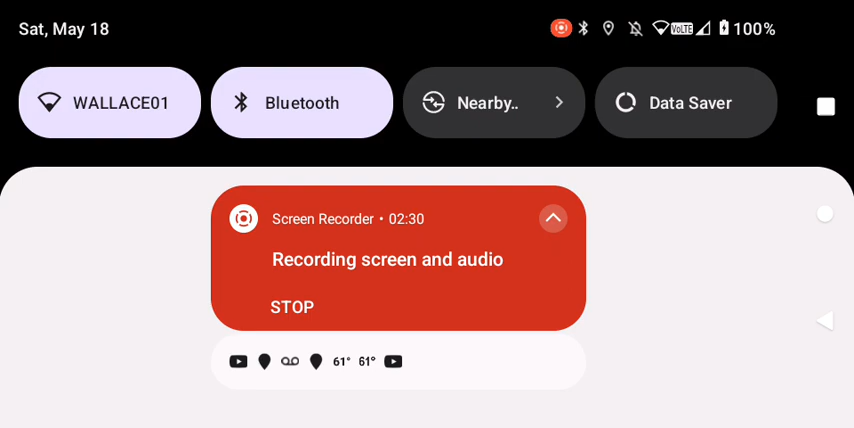 Sat, May 18
VoLTE
100%
WALLACE01
Bluetooth
Nearby..
Data Saver
Screen Recorder • 02:30
Recording screen and audio
STOP
61° 61°